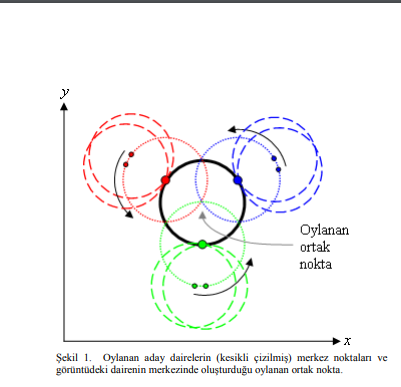 y
Oylanan
ortak
nokta
x
Şekil 1. Oylanan aday dairelerin (kesikli çizilmiş) merkez noktaları ve
görüntüdeki dairenin merkezinde oluşturduğu oylanan ortak nokta.